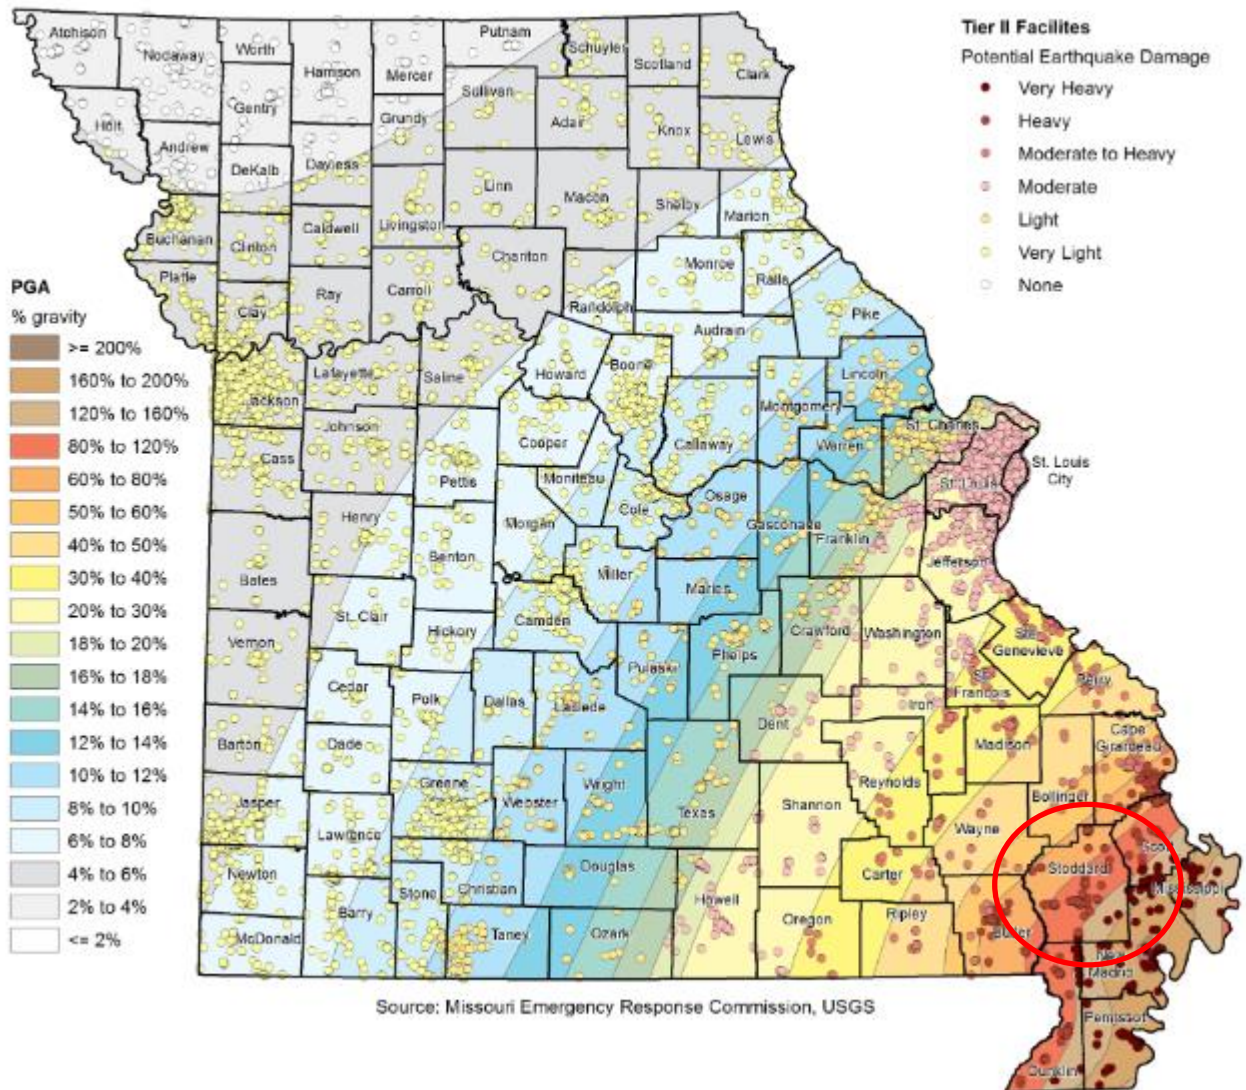 Tier II Facilites
Potential Earthquake Damage
Very Heavy
Heavy
Moderate to Heavy
Moderate
Light
Very Light
None
PGA
% gravity
>= 200%
160% to 200%
120% to 160%
80% to 120%
60% to 80%
50% to 60%
40% to 50%
30% to 40%
20% to 30%
18% to 20%
16% to 18%
14% to 16%
12% to 14%
10% to 12%
8% to 10%
6% to 8%
4% to 6%
2% to 4%
<= 2%
Atchison
Nodaway
Worth
Harrison
Mercer
Putnam
Schuyler
Scotland
Clark
Holt
Gentry
Grundy
Sullivan
Adair
Knox
Lewis
Andrew
DeKalb
Daviess
Linn
Macon
Shelby
Marion
Buchanan
Clinton
Caldwell
Livingston
Chariton
Monroe
Ralls
Platte
Clay
Ray
Carroll
Randolph
Audrain
Pike
Jackson
Lafayette
Saline
Howard
Boone
Lincoln
Johnson
Cooper
Callaway
Montgomery
Warren
St. Charles
Cass
Pettis
Moniteau
St. Louis
St. Louis
City
Henry
Morgan
Cole
Osage
Gasconade
Franklin
Jefferson
Bates
Benton
Miller
Maries
St. Clair
Hickory
Camden
Crawford
Washington
Ste.
Genevieve
Vernon
Pulaski
Phelps
St.
Francois
Perry
Cedar
Polk
Dallas
Laclede
Dent
Iron
Madison
Cape
Girardeau
Barton
Dade
Greene
Webster
Wright
Texas
Shannon
Reynolds
Bollinger
Jasper
Lawrence
Wayne
Scott
Newton
Stone
Christian
Douglas
Howell
Carter
Stoddard
Mississippi
McDonald
Barry
Taney
Ozark
Oregon
Ripley
Butler
New
Madrid
Pemiscot
Dunklin
Source: Missouri Emergency Response Commission, USGS